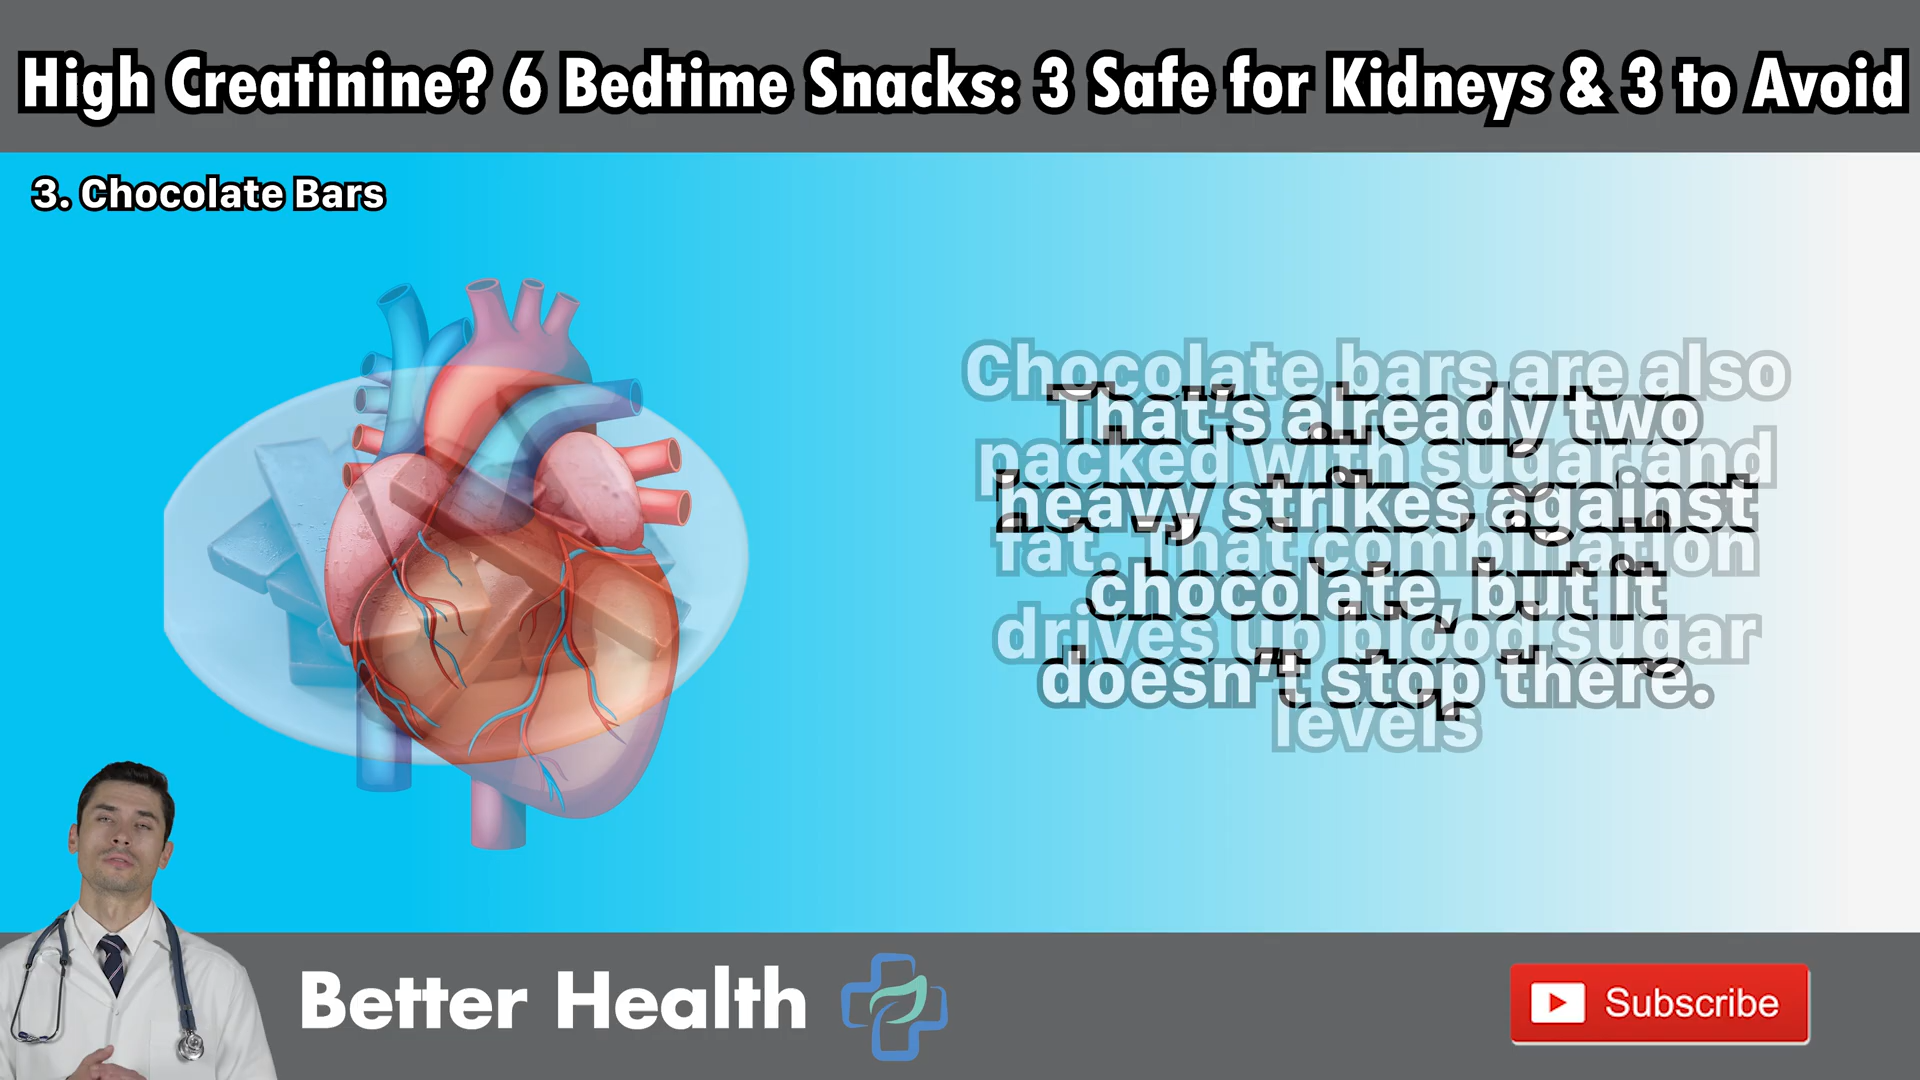 High Creatinine? 6 Bedtime Snacks: 3 Safe for Kidneys & 3 to Avoid
3. Chocolate Bars
That's already two
heavy strikes against
chocolate, but it
doesn't stop there.
Chocolate bars are also
packed with sugar and
fat. That combination
drives up blood sugar
levels
Better Health
Subscribe